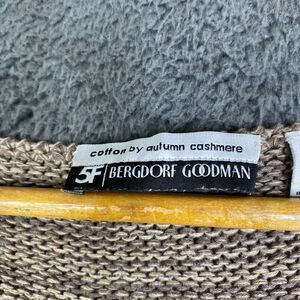 cotton by autumn cashmere
5F BERGDORF GOODMAN